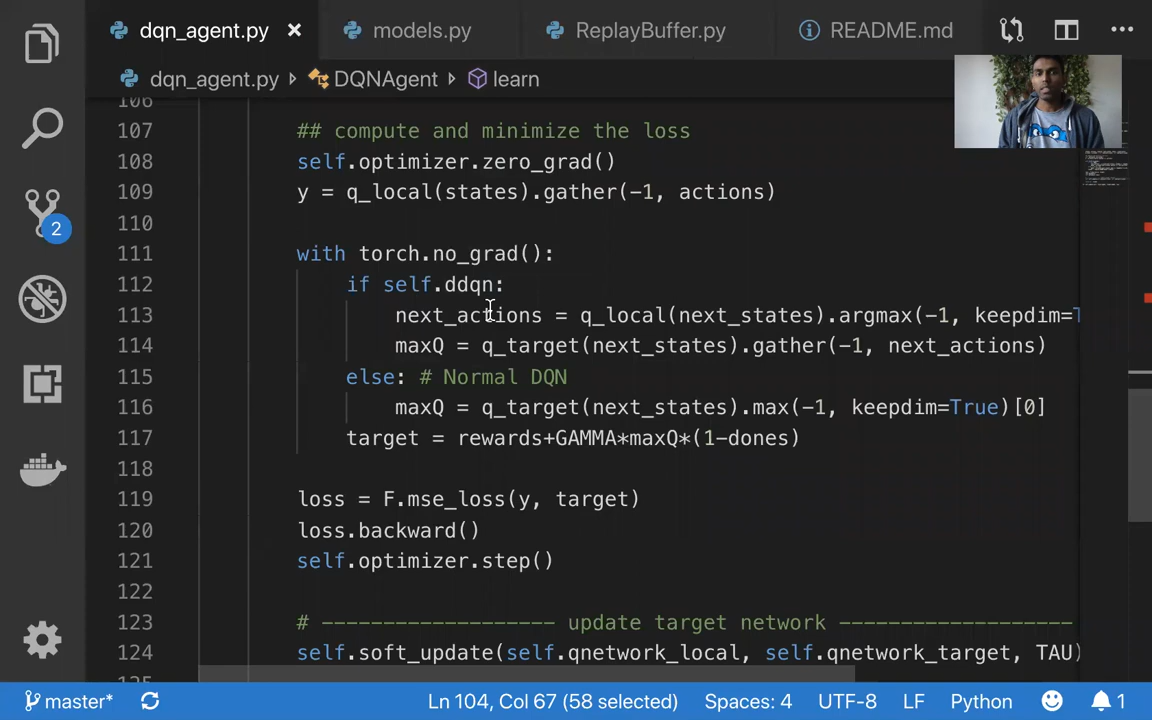 dqn_agent.py
models.py
ReplayBuffer.py
README.md
dqn_agent.py DQNAgent learn
106
107 ## compute and minimize the loss
108 self.optimizer.zero_grad()
109 y = q_local(states).gather(-1, actions)
110
111 with torch.no_grad():
112 if self.ddqn:
113 next_actions = q_local(next_states).argmax(-1, keepdim=T
114 maxQ = q_target(next_states).gather(-1, next_actions)
115 else: # Normal DQN
116 maxQ = q_target(next_states).max(-1, keepdim=True)[0]
117 target = rewards+GAMMA*maxQ*(1-dones)
118
119 loss = F.mse_loss(y, target)
120 loss.backward()
121 self.optimizer.step()
122
123 # ------------------- update target network -------------------
124 self.soft_update(self.qnetwork_local, self.qnetwork_target, TAU)
2
master* Ln 104, Col 67 (58 selected) Spaces: 4 UTF-8 LF Python 1